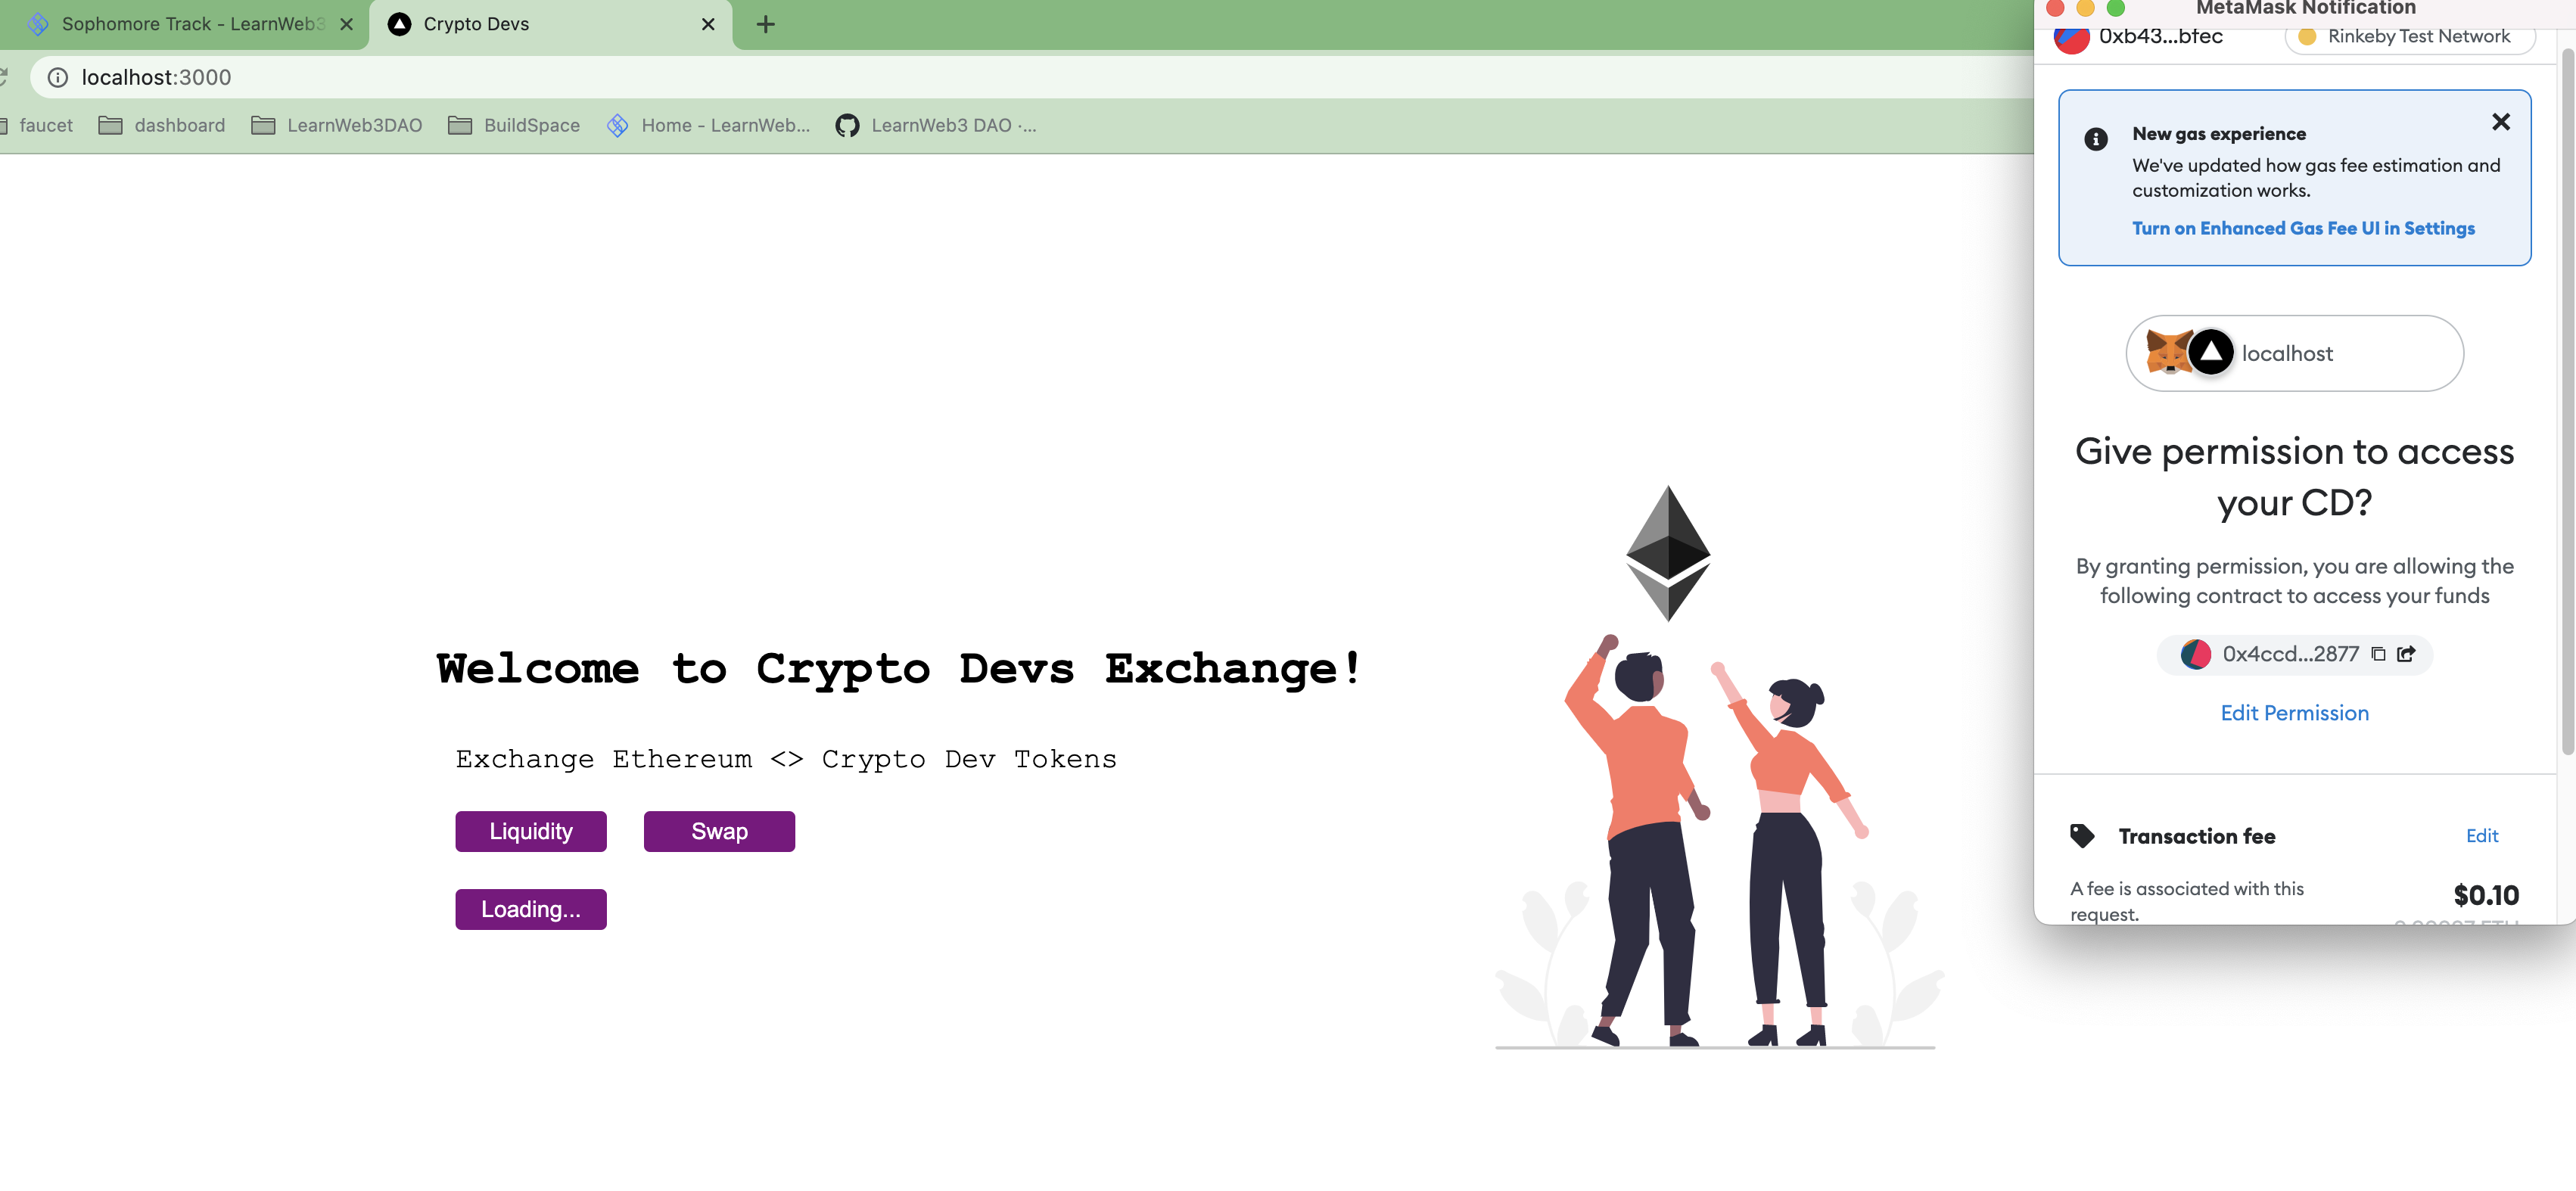 Sophomore Track - LearnWeb3
Crypto Devs
localhost:3000
faucet
dashboard
LearnWeb3DAO
BuildSpace
Home - LearnWeb...
LearnWeb3 DAO ·...
Welcome to Crypto Devs Exchange!
Exchange Ethereum <> Crypto Dev Tokens
Liquidity
Swap
Loading...
MetaMask Notification
0xb43...bfec
Rinkeby Test Network
New gas experience
We've updated how gas fee estimation and
customization works.
Turn on Enhanced Gas Fee UI in Settings
localhost
Give permission to access
your CD?
By granting permission, you are allowing the
following contract to access your funds
0x4ccd...2877
Edit Permission
Transaction fee
Edit
A fee is associated with this
request.
$0.10